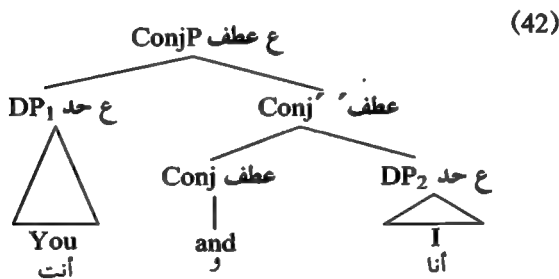 (42)
ConjP ع عطف
DP₁ ع حد Conj´ عطف´
Conj عطف DP₂ ع حد
You and I
أنت و أنا